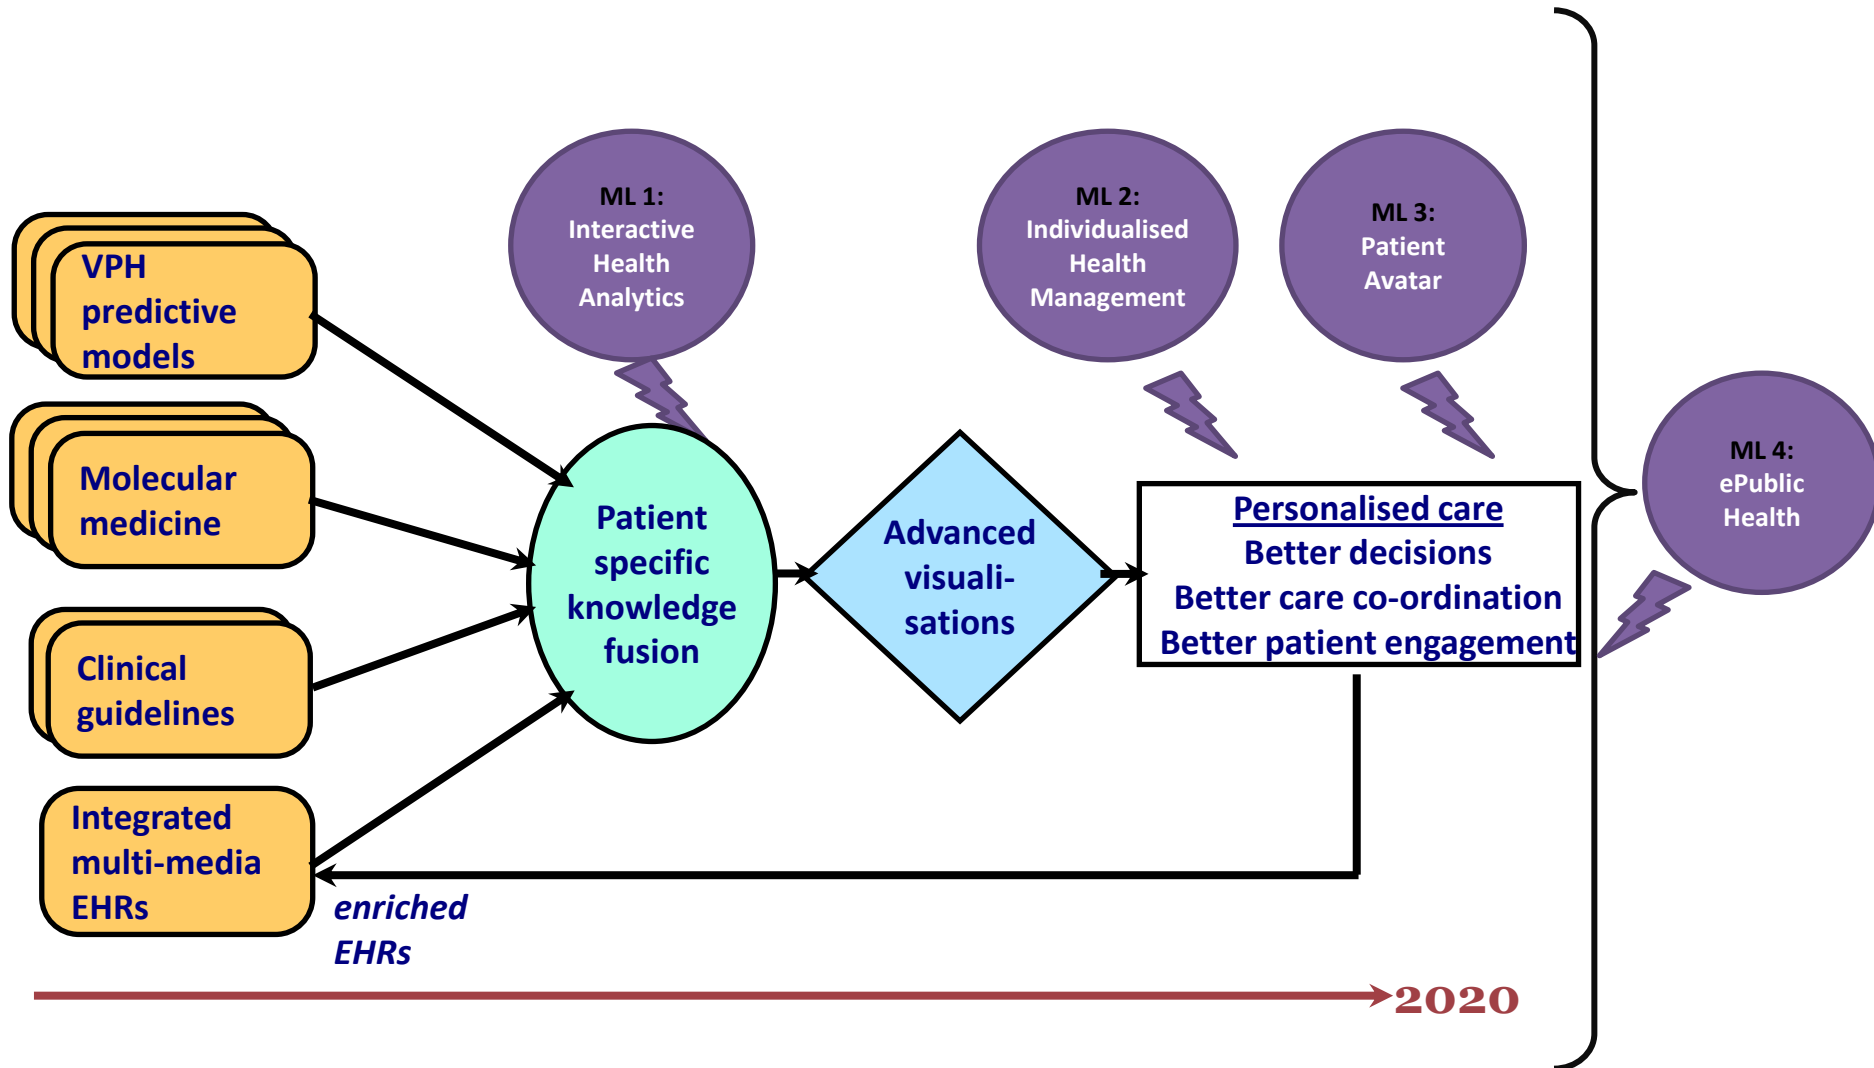 VPH
predictive
models
Molecular
medicine
Clinical
guidelines
Integrated
multi-media
EHRs
enriched
EHRs
ML 1:
Interactive
Health
Analytics
Patient
specific
knowledge
fusion
Advanced
visuali-
sations
ML 2:
Individualised
Health
Management
ML 3:
Patient
Avatar
Personalised care
Better decisions
Better care co-ordination
Better patient engagement
ML 4:
ePublic
Health
2020